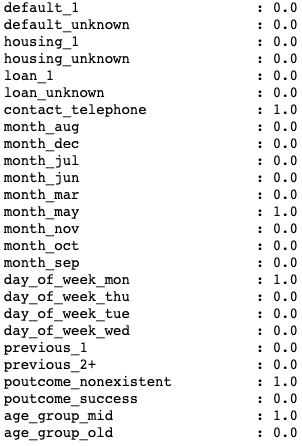 default_1 : 0.0
default_unknown : 0.0
housing_1 : 0.0
housing_unknown : 0.0
loan_1 : 0.0
loan_unknown : 0.0
contact_telephone : 1.0
month_aug : 0.0
month_dec : 0.0
month_jul : 0.0
month_jun : 0.0
month_mar : 0.0
month_may : 1.0
month_nov : 0.0
month_oct : 0.0
month_sep : 0.0
day_of_week_mon : 1.0
day_of_week_thu : 0.0
day_of_week_tue : 0.0
day_of_week_wed : 0.0
previous_1 : 0.0
previous_2+ : 0.0
poutcome_nonexistent : 1.0
poutcome_success : 0.0
age_group_mid : 1.0
age_group_old : 0.0